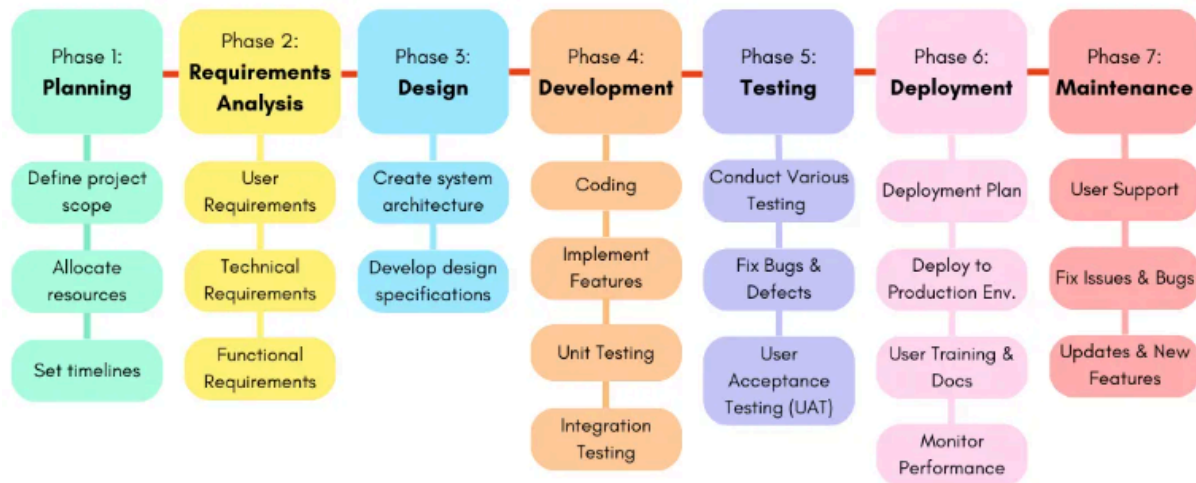 Phase 1:
Planning
Define project
scope
Allocate
resources
Set timelines
Phase 2:
Requirements
Analysis
User
Requirements
Technical
Requirements
Functional
Requirements
Phase 3:
Design
Create system
architecture
Develop design
specifications
Phase 4:
Development
Coding
Implement
Features
Unit Testing
Integration
Testing
Phase 5:
Testing
Conduct Various
Testing
Fix Bugs &
Defects
User
Acceptance
Testing (UAT)
Phase 6:
Deployment
Deployment Plan
Deploy to
Production Env.
User Training &
Docs
Monitor
Performance
Phase 7:
Maintenance
User Support
Fix Issues & Bugs
Updates & New
Features